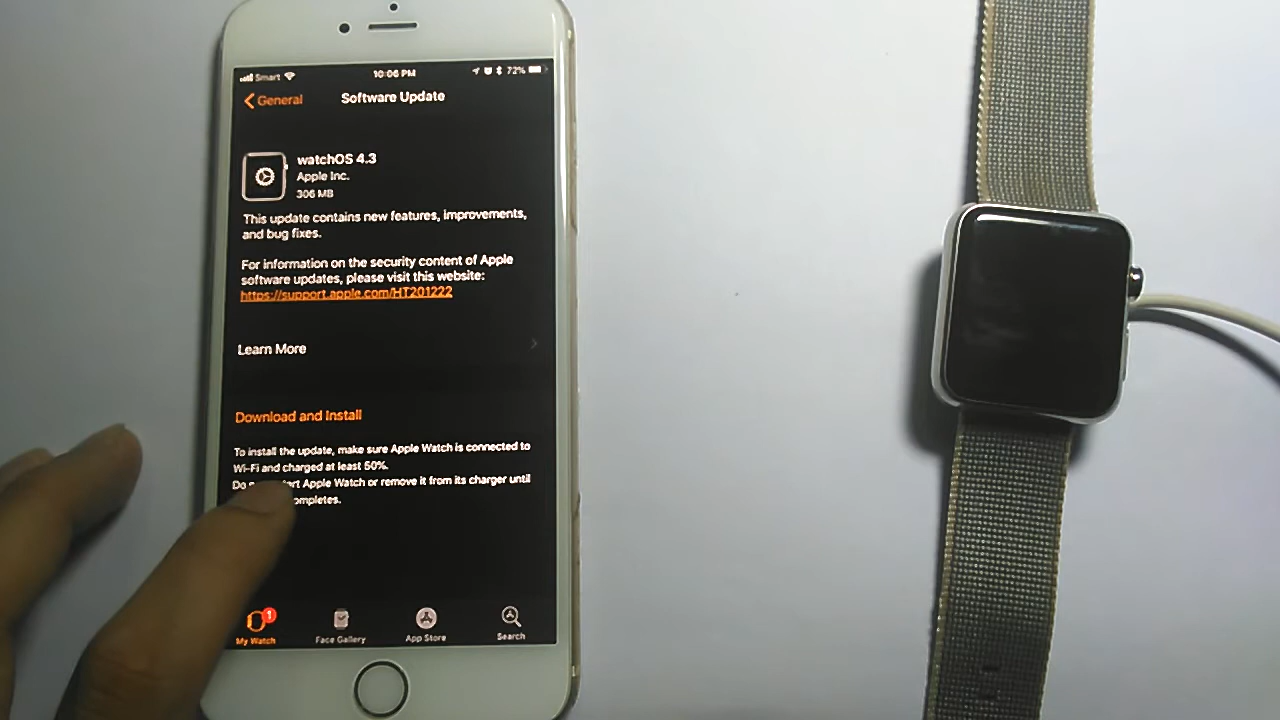 Smart 10:06 PM 72%
General Software Update
watchOS 4.3
Apple Inc.
306 MB
This update contains new features, improvements,
and bug fixes.
For information on the security content of Apple
software updates, please visit this website:
https://support.apple.com/HT201222
Learn More
Download and Install
To install the update, make sure Apple Watch is connected to
Wi-Fi and charged at least 50%.
Do Apple Watch or remove it from its charger until
1
My Watch Face Gallery App Store Search